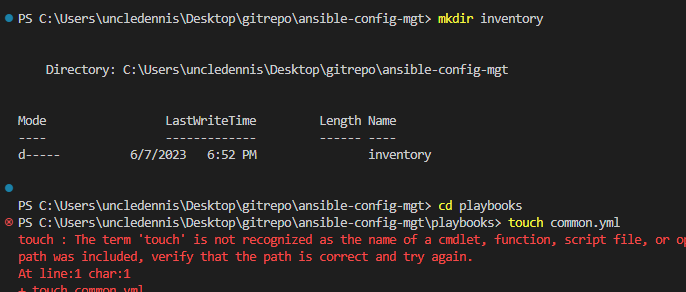 PS C:\Users\uncledennis\Desktop\gitrepo\ansible-config-mgt> mkdir inventory
Directory: C:\Users\uncledennis\Desktop\gitrepo\ansible-config-mgt
Mode LastWriteTime Length Name
---- ------------- ------ ----
d----- 6/7/2023 6:52 PM inventory
PS C:\Users\uncledennis\Desktop\gitrepo\ansible-config-mgt> cd playbooks
PS C:\Users\uncledennis\Desktop\gitrepo\ansible-config-mgt\playbooks> touch common.yml
touch : The term 'touch' is not recognized as the name of a cmdlet, function, script file, or op
path was included, verify that the path is correct and try again.
At line:1 char:1
+ touch common.yml